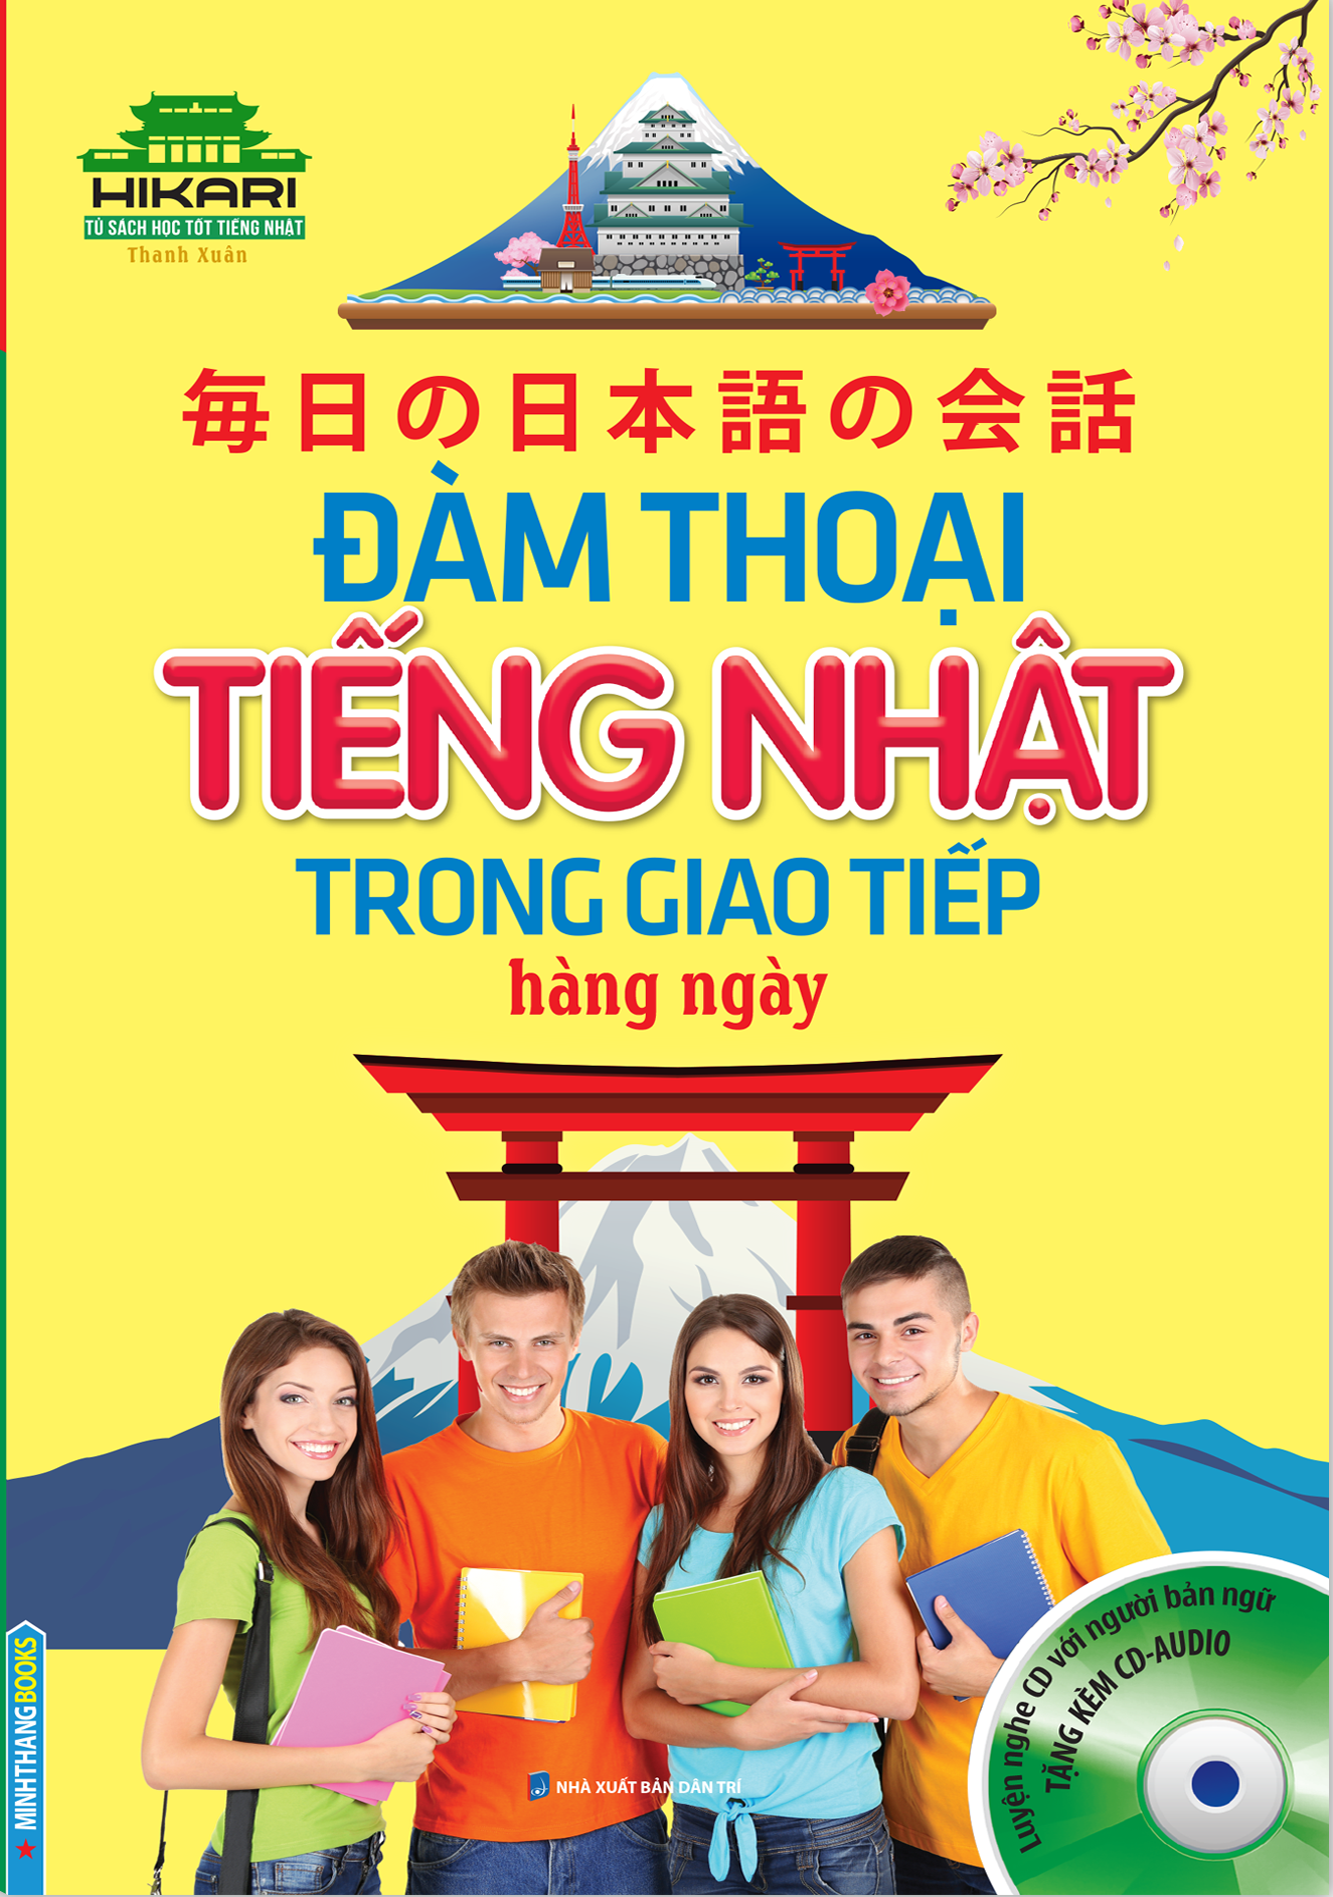 HIKARI
TỦ SÁCH HỌC TỐT TIẾNG NHẬT
Thanh Xuân
毎日の日本語の会話
ĐÀM THOẠI
TIẾNG NHẬT
TRONG GIAO TIẾP
hàng ngày
Luyện nghe CD với người bản ngữ
TẶNG KÈM CD-AUDIO
NHÀ XUẤT BẢN DÂN TRÍ
MINHTHANGBOOKS